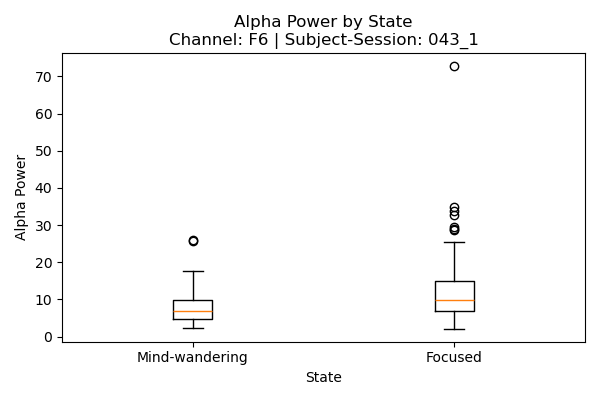 Alpha Power by State
Channel: F6 | Subject-Session: 043_1
Alpha Power
70
60
50
40
30
20
10
0
Mind-wandering
Focused
State